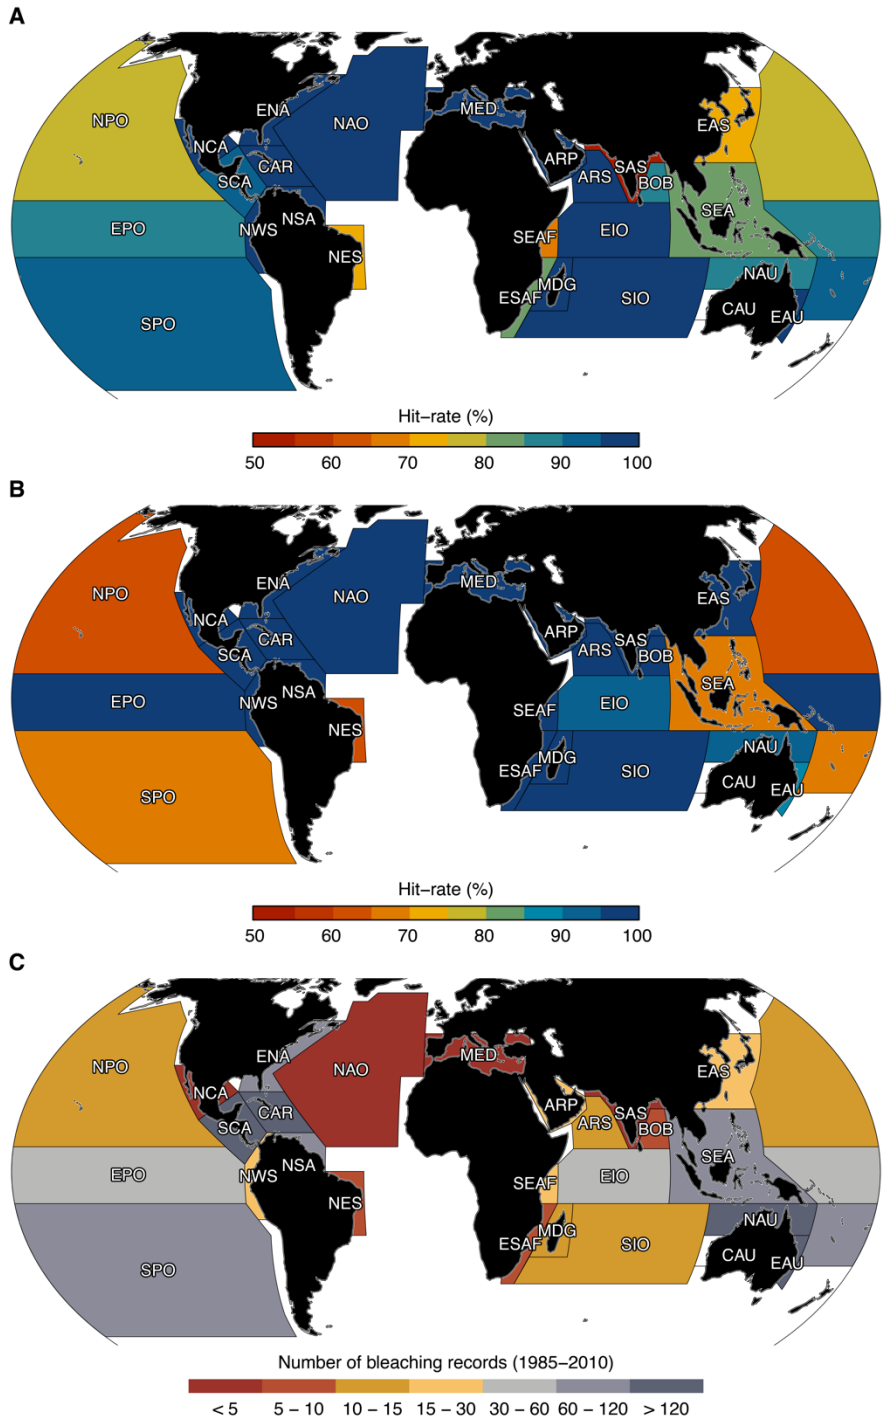 A
NPO
ENA
NAO
MED
EAS
NCA
CAR
ARP
SAS
ARS
BOB
SCA
SEA
NSA
EPO
NWS
SEAF
EIO
NES
MDG
NAU
ESAF
SIO
CAU
EAU
SPO
Hit–rate (%)
50 60 70 80 90 100
B
NPO
ENA
NAO
MED
EAS
NCA
CAR
ARP
SAS
ARS
BOB
SCA
SEA
NSA
EPO
NWS
SEAF
EIO
NES
MDG
NAU
ESAF
SIO
CAU
EAU
SPO
Hit–rate (%)
50 60 70 80 90 100
C
NPO
ENA
NAO
MED
EAS
NCA
CAR
ARP
SAS
ARS
BOB
SCA
SEA
NSA
EPO
NWS
SEAF
EIO
NES
MDG
NAU
ESAF
SIO
CAU
EAU
SPO
Number of bleaching records (1985–2010)
< 5 5 – 10 10 – 15 15 – 30 30 – 60 60 – 120 > 120